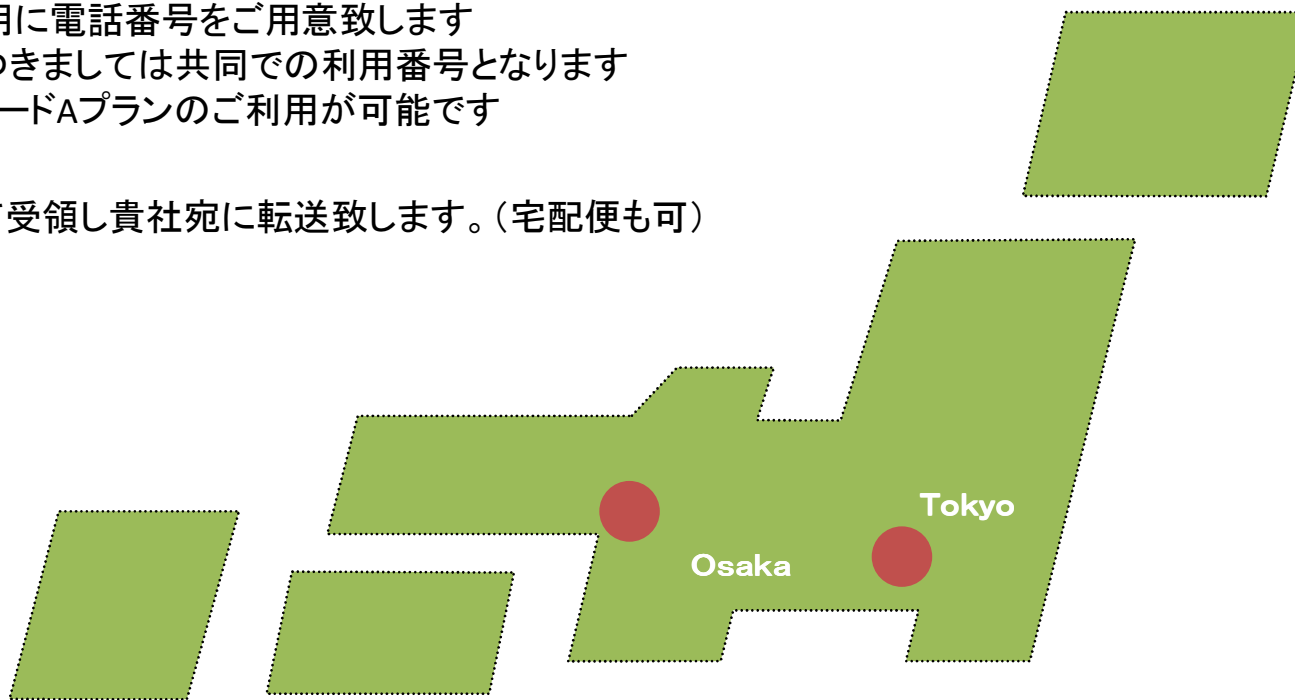 用に電話番号をご用意致します
つきましては共同での利用番号となります
ードAプランのご利用が可能です
受領し貴社宛に転送致します。（宅配便も可）
Tokyo
Osaka